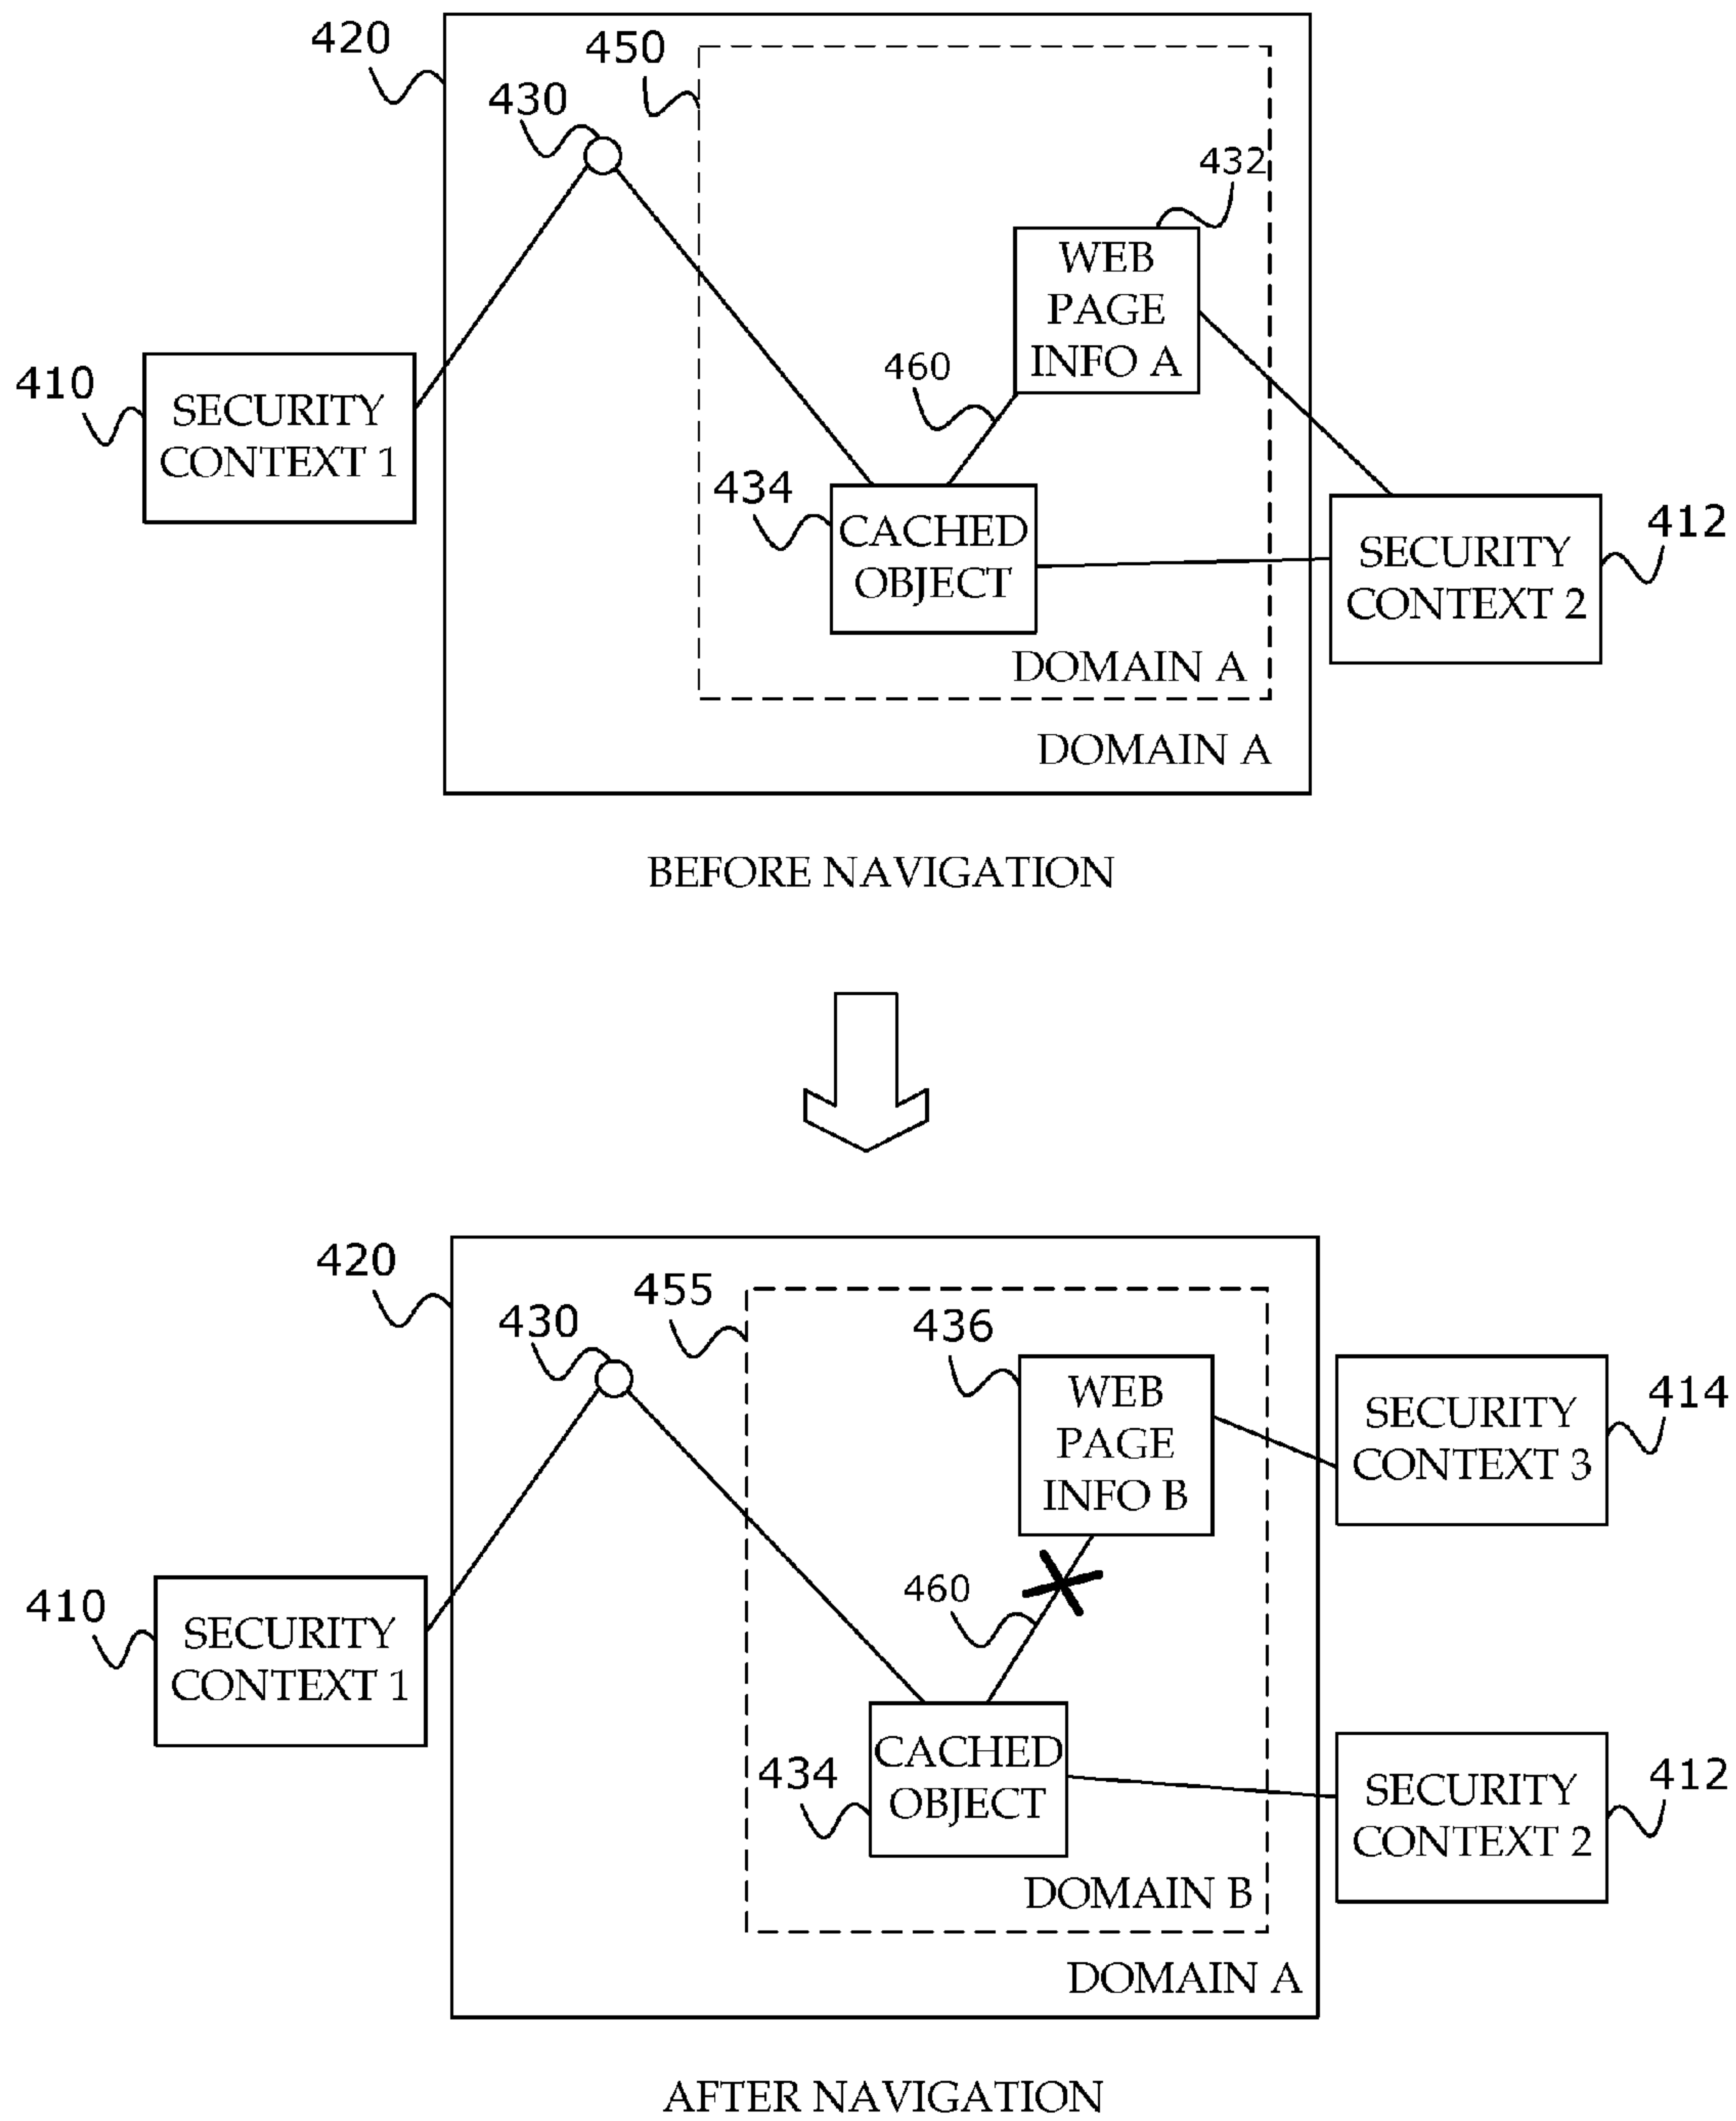 420
450
430
432
WEB
PAGE
INFO A
460
410
SECURITY
CONTEXT 1
434
CACHED
OBJECT
412
SECURITY
CONTEXT 2
DOMAIN A
DOMAIN A
BEFORE NAVIGATION
420
455
430
436
WEB
PAGE
INFO B
414
SECURITY
CONTEXT 3
460
410
SECURITY
CONTEXT 1
434
CACHED
OBJECT
412
SECURITY
CONTEXT 2
DOMAIN B
DOMAIN A
AFTER NAVIGATION